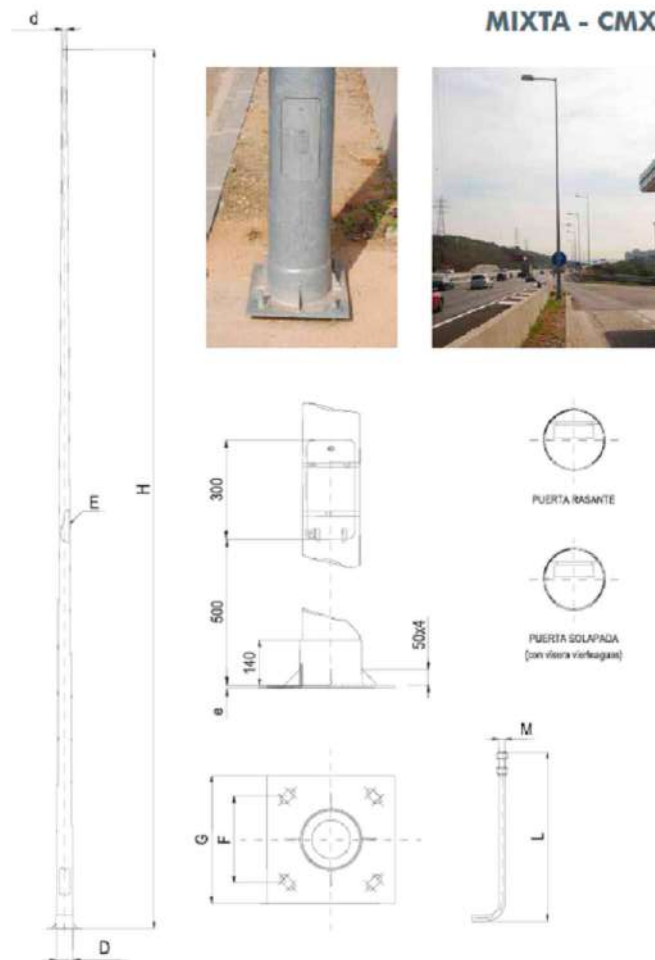 MIXTA - CMX
d
H
E
300
500
140
50x4
e
PUERTA RASANTE
PUERTA SOLAPADA
(con visera vierteaguas)
M
L
G
F
D